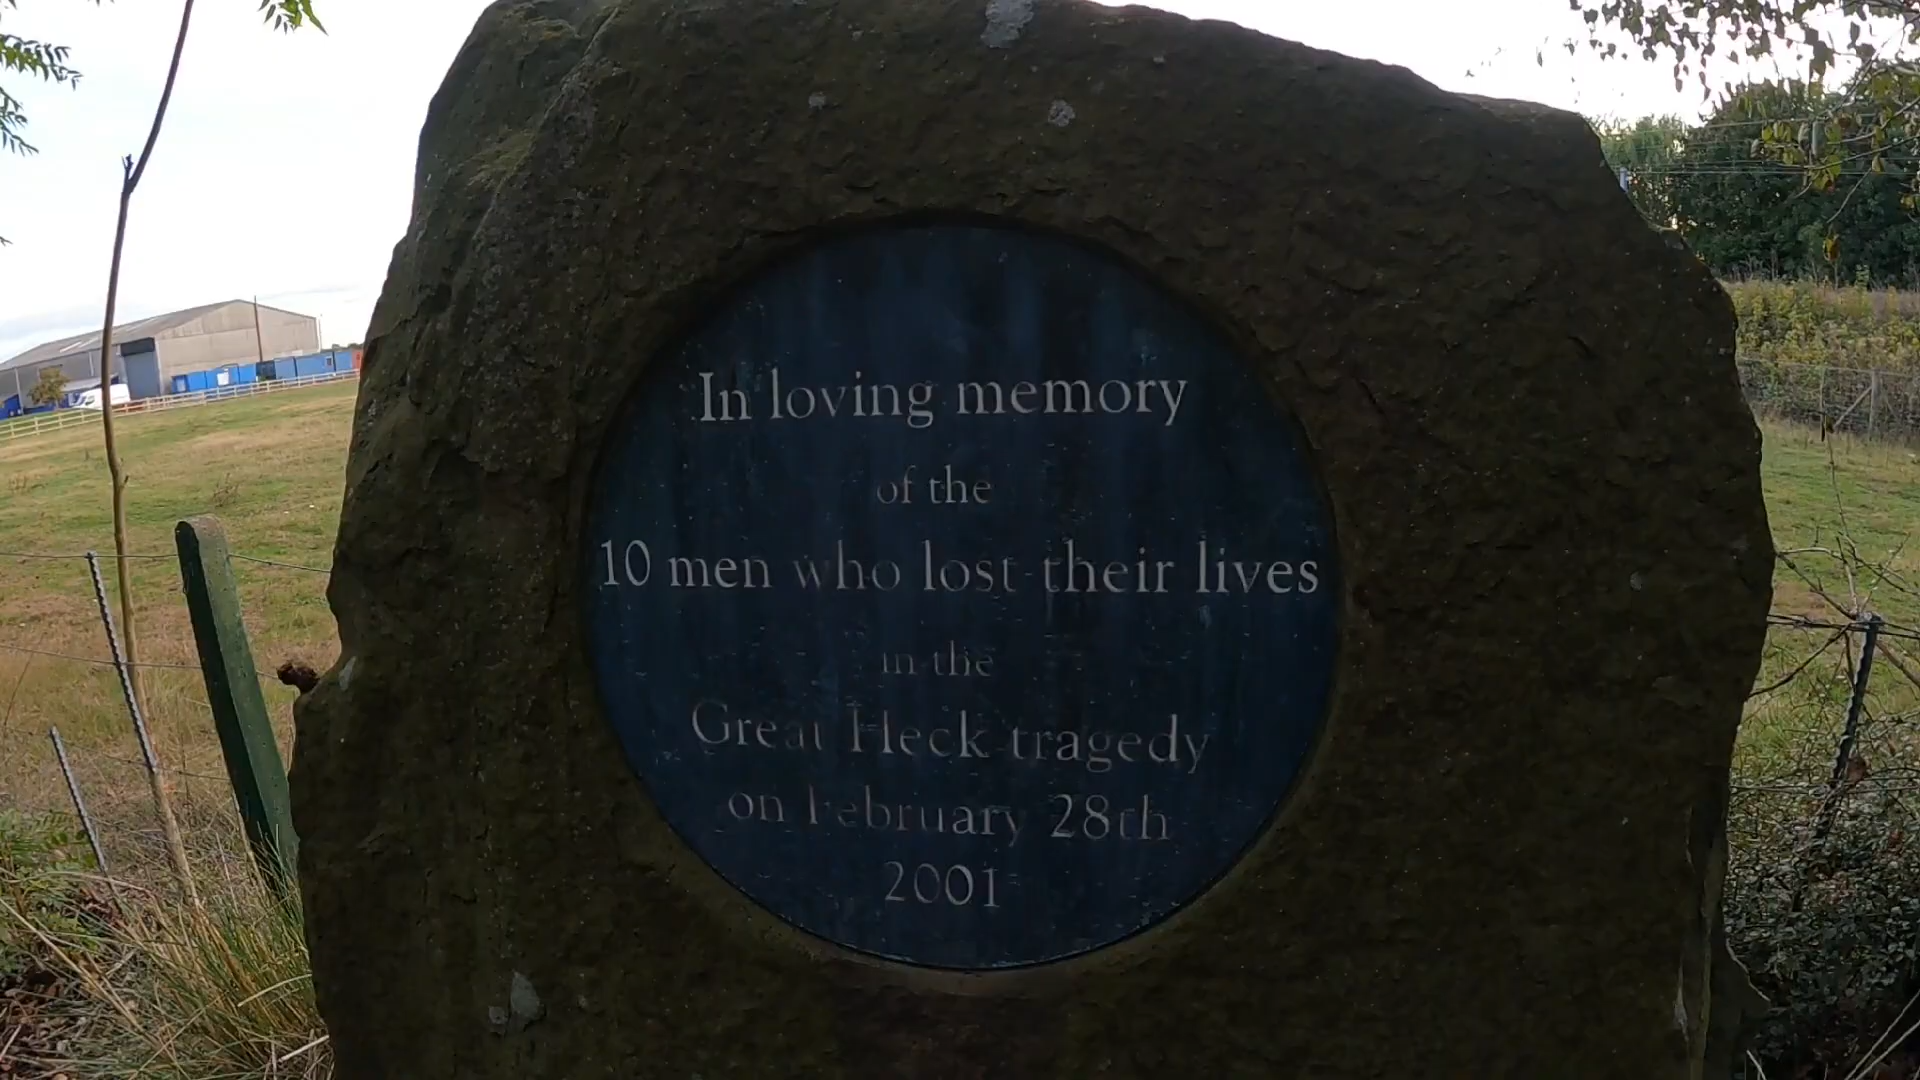 In loving memory
of the
10 men who lost their lives
in the
Great Heck tragedy
on February 28th
2001